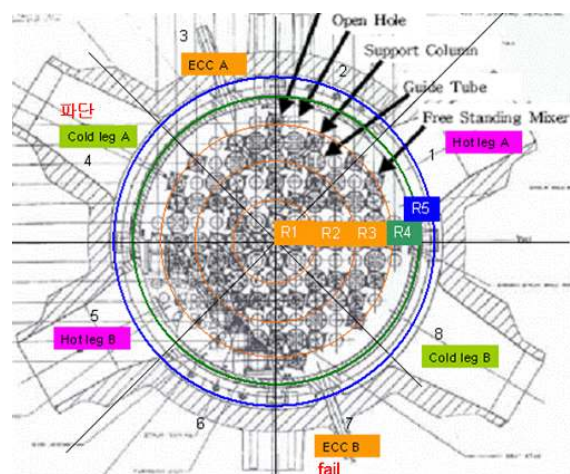 Open Hole
3
ECC A
2
Support Column
Guide Tube
파단
Free Standing Mixer
Cold leg A
4
1
Hot leg A
R5
R1
R2
R3
R4
5
Hot leg B
8
Cold leg B
6
7
ECC B
fail